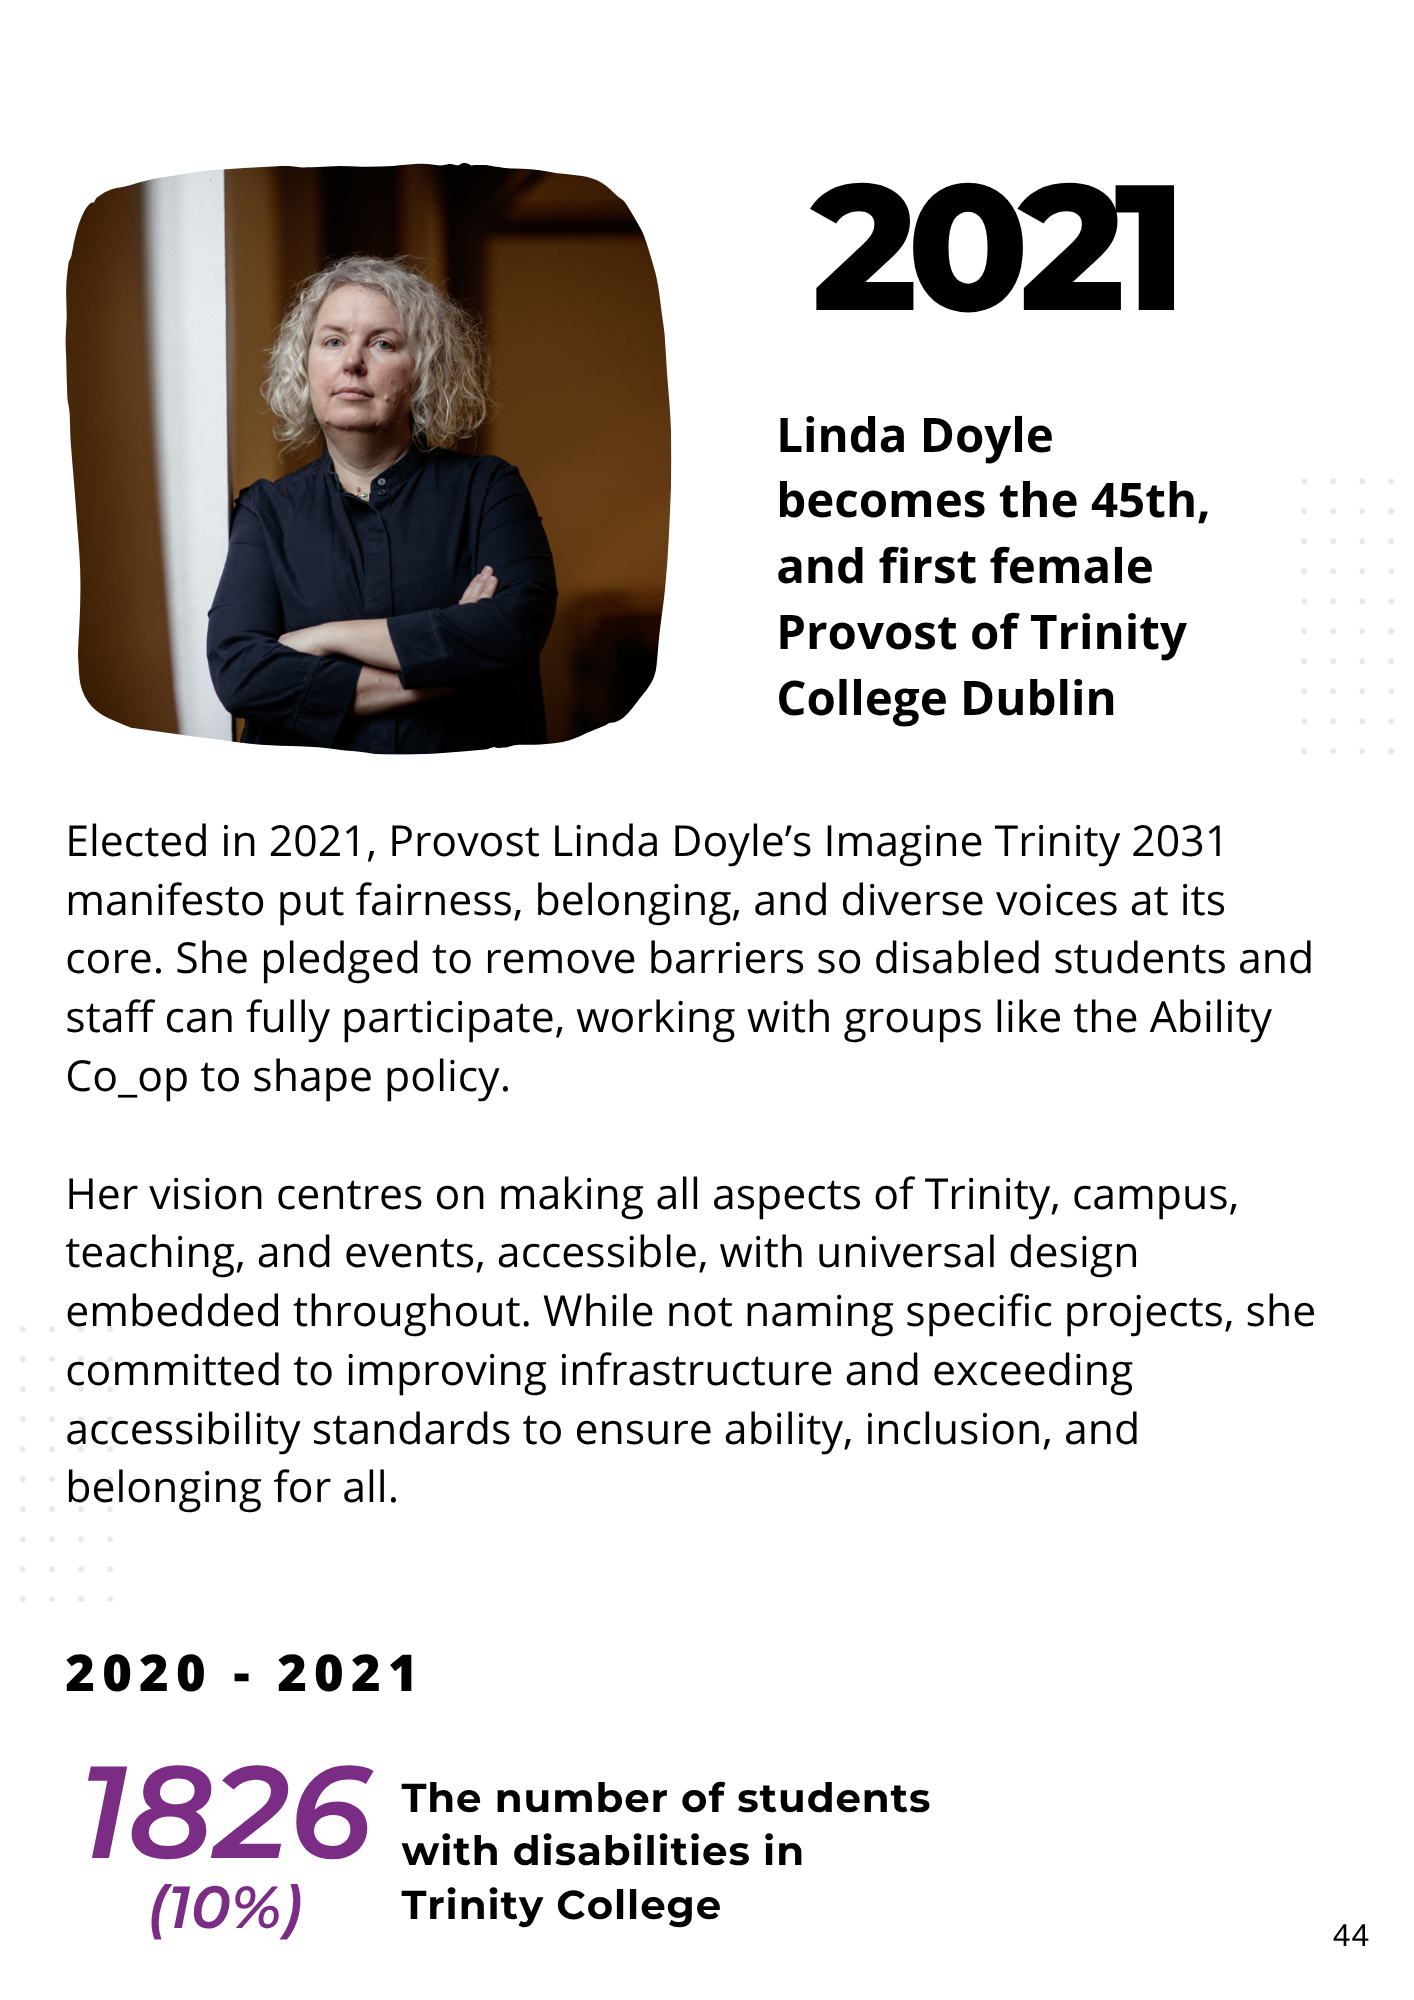 2021
Linda Doyle
becomes the 45th,
and first female
Provost of Trinity
College Dublin
Elected in 2021, Provost Linda Doyle’s Imagine Trinity 2031
manifesto put fairness, belonging, and diverse voices at its
core. She pledged to remove barriers so disabled students and
staff can fully participate, working with groups like the Ability
Co_op to shape policy.
Her vision centres on making all aspects of Trinity, campus,
teaching, and events, accessible, with universal design
embedded throughout. While not naming specific projects, she
committed to improving infrastructure and exceeding
accessibility standards to ensure ability, inclusion, and
belonging for all.
2020 - 2021
1826
(10%)
The number of students
with disabilities in
Trinity College
44